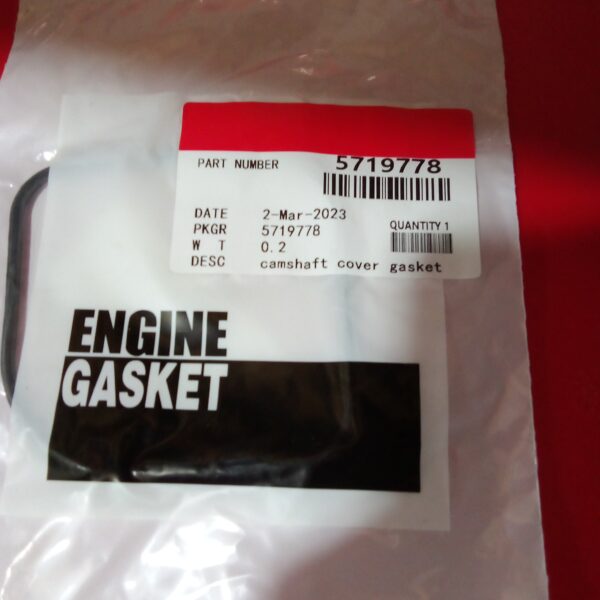 PART NUMBER 5719778
DATE 2-Mar-2023
PKGR 5719778 QUANTITY 1
W T 0.2
DESC camshaft cover gasket
ENGINE
GASKET